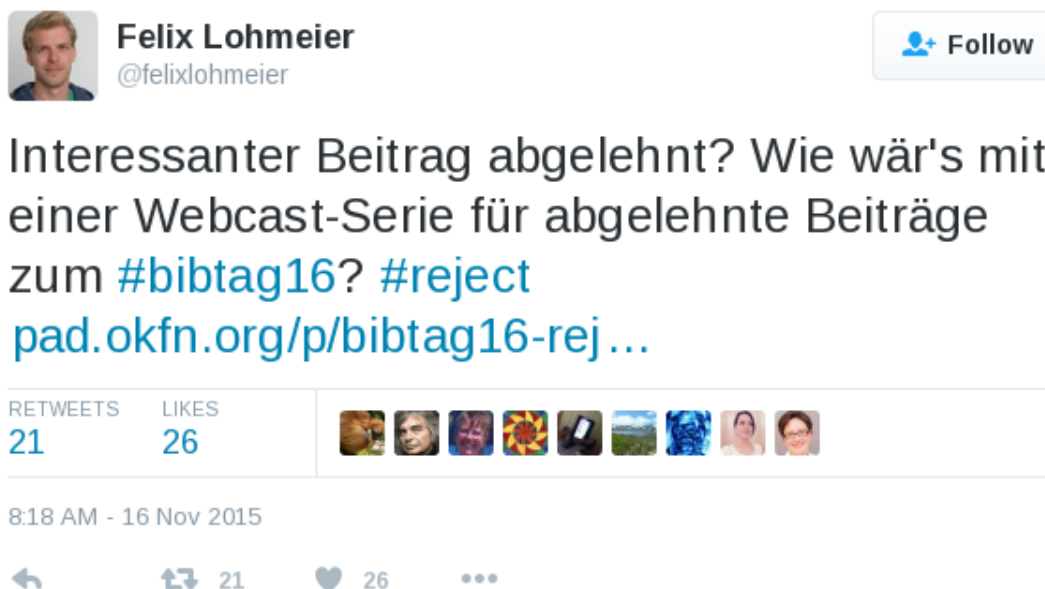 Felix Lohmeier
@felixlohmeier
Follow
Interessanter Beitrag abgelehnt? Wie wär's mit
einer Webcast-Serie für abgelehnte Beiträge
zum #bibtag16? #reject
pad.okfn.org/p/bibtag16-rej…
RETWEETS LIKES
21 26
8:18 AM - 16 Nov 2015
21 26